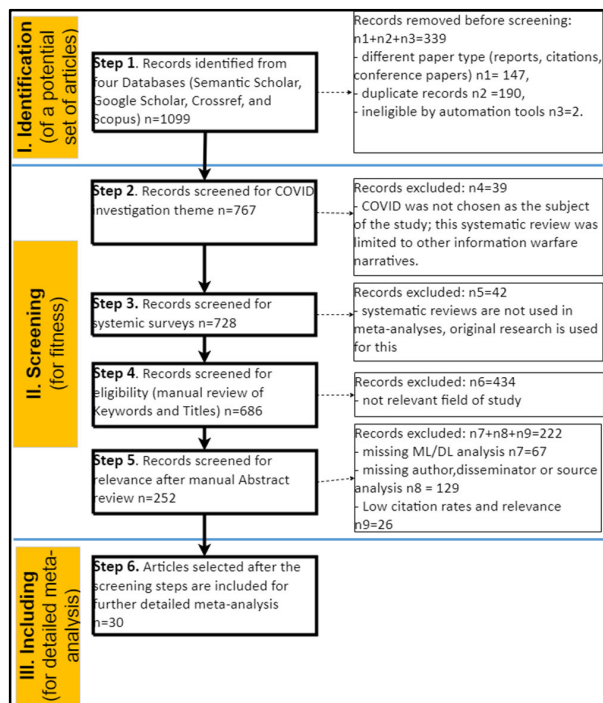 I. Identification
(of a potential
set of articles)
Step 1. Records identified from
four Databases (Semantic Scholar,
Google Scholar, Crossref, and
Scopus) n=1099
Records removed before screening:
n1+n2+n3=339
- different paper type (reports, citations,
conference papers) n1= 147,
- duplicate records n2 =190,
- ineligible by automation tools n3=2.
II. Screening
(for fitness)
Step 2. Records screened for COVID
investigation theme n=767
Records excluded: n4=39
- COVID was not chosen as the subject
of the study; this systematic review was
limited to other information warfare
narratives.
Step 3. Records screened for
systemic surveys n=728
Records excluded: n5=42
- systematic reviews are not used in
meta-analyses, original research is used
for this
Step 4. Records screened for
eligibility (manual review of
Keywords and Titles) n=686
Records excluded: n6=434
- not relevant field of study
Step 5. Records screened for
relevance after manual Abstract
review n=252
Records excluded: n7+n8+n9=222
- missing ML/DL analysis n7=67
- missing author,disseminator or source
analysis n8 = 129
- Low citation rates and relevance
n9=26
III. Including
(for detailed meta-
analysis)
Step 6. Articles selected after the
screening steps are included for
further detailed meta-analysis
n=30